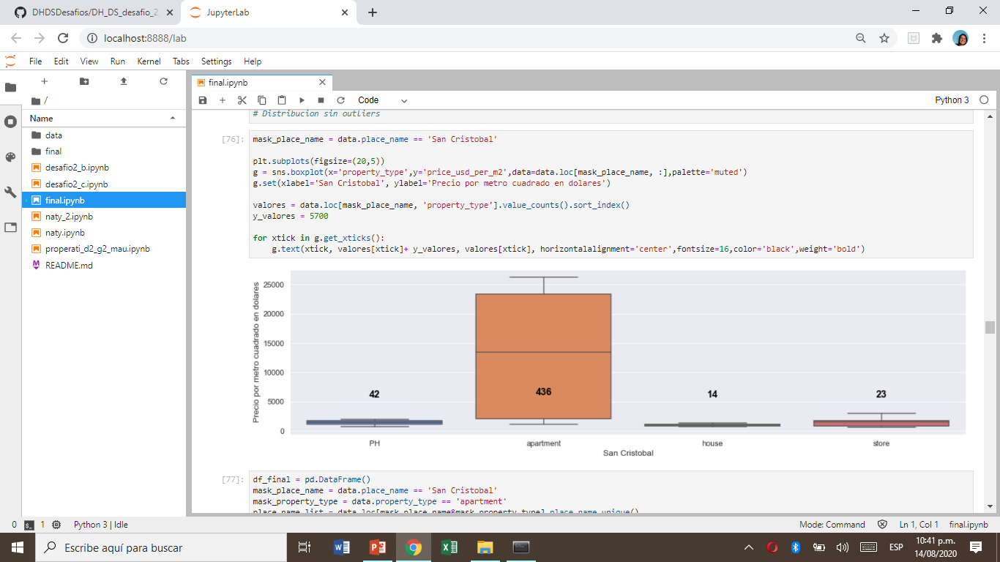 DHDSDesafios/DH_DS_desafio_2
JupyterLab
localhost:8888/lab
File Edit View Run Kernel Tabs Settings Help
final.ipynb
/
Code
Python 3
Name
data
final
desafio2_b.ipynb
desafio2_c.ipynb
final.ipynb
naty_2.ipynb
naty.ipynb
properati_d2_g2_mau.ipynb
README.md
# Distribucion sin outliers
[76]:
mask_place_name = data.place_name == 'San Cristobal'
plt.subplots(figsize=(20,5))
g = sns.boxplot(x='property_type',y='price_usd_per_m2',data=data.loc[mask_place_name, :],palette='muted')
g.set(xlabel='San Cristobal', ylabel='Precio por metro cuadrado en dolares')
valores = data.loc[mask_place_name, 'property_type'].value_counts().sort_index()
y_valores = 5700
for xtick in g.get_xticks():
    g.text(xtick, valores[xtick]+ y_valores, valores[xtick], horizontalalignment='center',fontsize=16,color='black',weight='bold')
Precio por metro cuadrado en dolares
25000
20000
15000
10000
5000
0
42
436
14
23
PH apartment house store
San Cristobal
[77]:
df_final = pd.DataFrame()
mask_place_name = data.place_name == 'San Cristobal'
mask_property_type = data.property_type == 'apartment'
place_name_list = data.loc[mask_place_name&mask_property_type].place_name.unique()
0 1 Python 3 | Idle
Mode: Command Ln 1, Col 1 final.ipynb
Escribe aquí para buscar
ESP
10:41 p.m.
14/08/2020